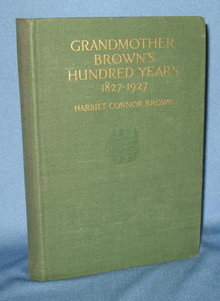 GRANDMOTHER
BROWN'S
HUNDRED YEARS
1827-1927
HARRIET CONNOR BROWN